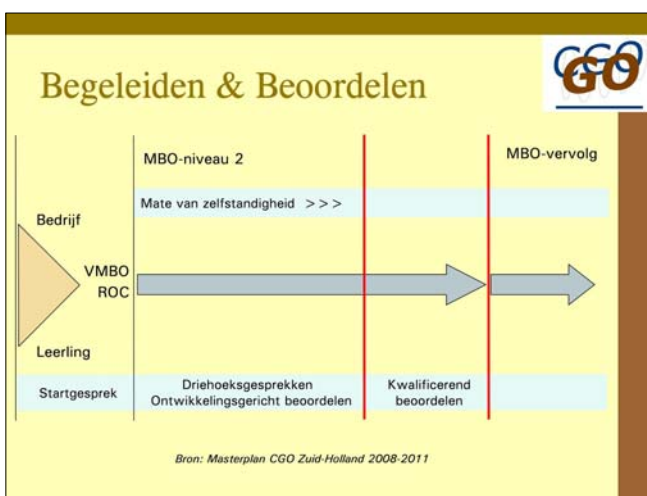 CGO
GO
Begeleiden & Beoordelen
MBO-niveau 2
MBO-vervolg
Mate van zelfstandigheid >>>
Bedrijf
VMBO
ROC
Leerling
Startgesprek
Driehoeksgesprekken
Ontwikkelingsgericht beoordelen
Kwalificerend
beoordelen
Bron: Masterplan CGO Zuid-Holland 2008-2011